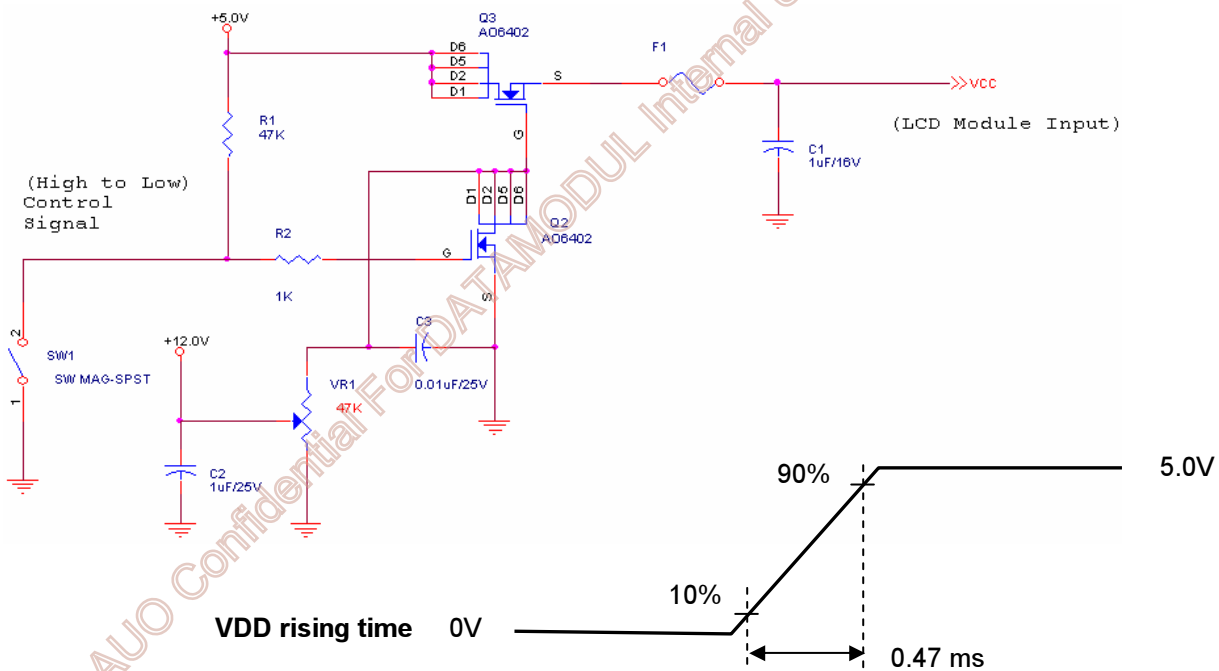 +5.0V
Q3
AO6402
D6
D5
D2
D1
S
G
F1
VCC
(LCD Module Input)
C1
1uF/16V
R1
47K
(High to Low)
Control
Signal
R2
1K
G
D1
D2
D5
D6
Q2
AO6402
S
2
1
SW1
SW MAG-SPST
+12.0V
C3
0.01uF/25V
VR1
47K
C2
1uF/25V
AUO Confidential For DATAMODUL Internal
90%
5.0V
10%
VDD rising time 0V
0.47 ms